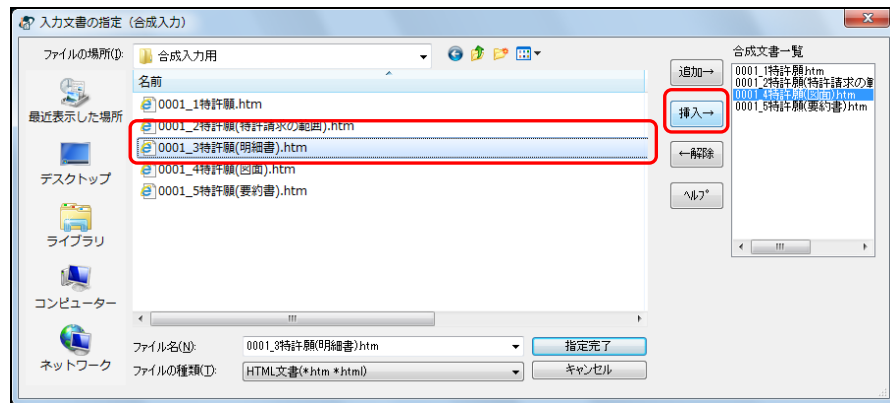 入力文書の指定（合成入力）
ファイルの場所(I):
合成入力用
最近表示した場所
デスクトップ
ライブラリ
コンピューター
ネットワーク
名前
0001_1特許願.htm
0001_2特許願(特許請求の範囲).htm
0001_3特許願(明細書).htm
0001_4特許願(図面).htm
0001_5特許願(要約書).htm
ファイル名(N):
0001_3特許願(明細書).htm
指定完了
ファイルの種類(T):
HTML文書(*.htm *.html)
キャンセル
追加→
挿入→
←解除
ヘルプ
合成文書一覧
0001_1特許願.htm
0001_2特許願(特許請求の
0001_4特許願(図面).htm
0001_5特許願(要約書).htm